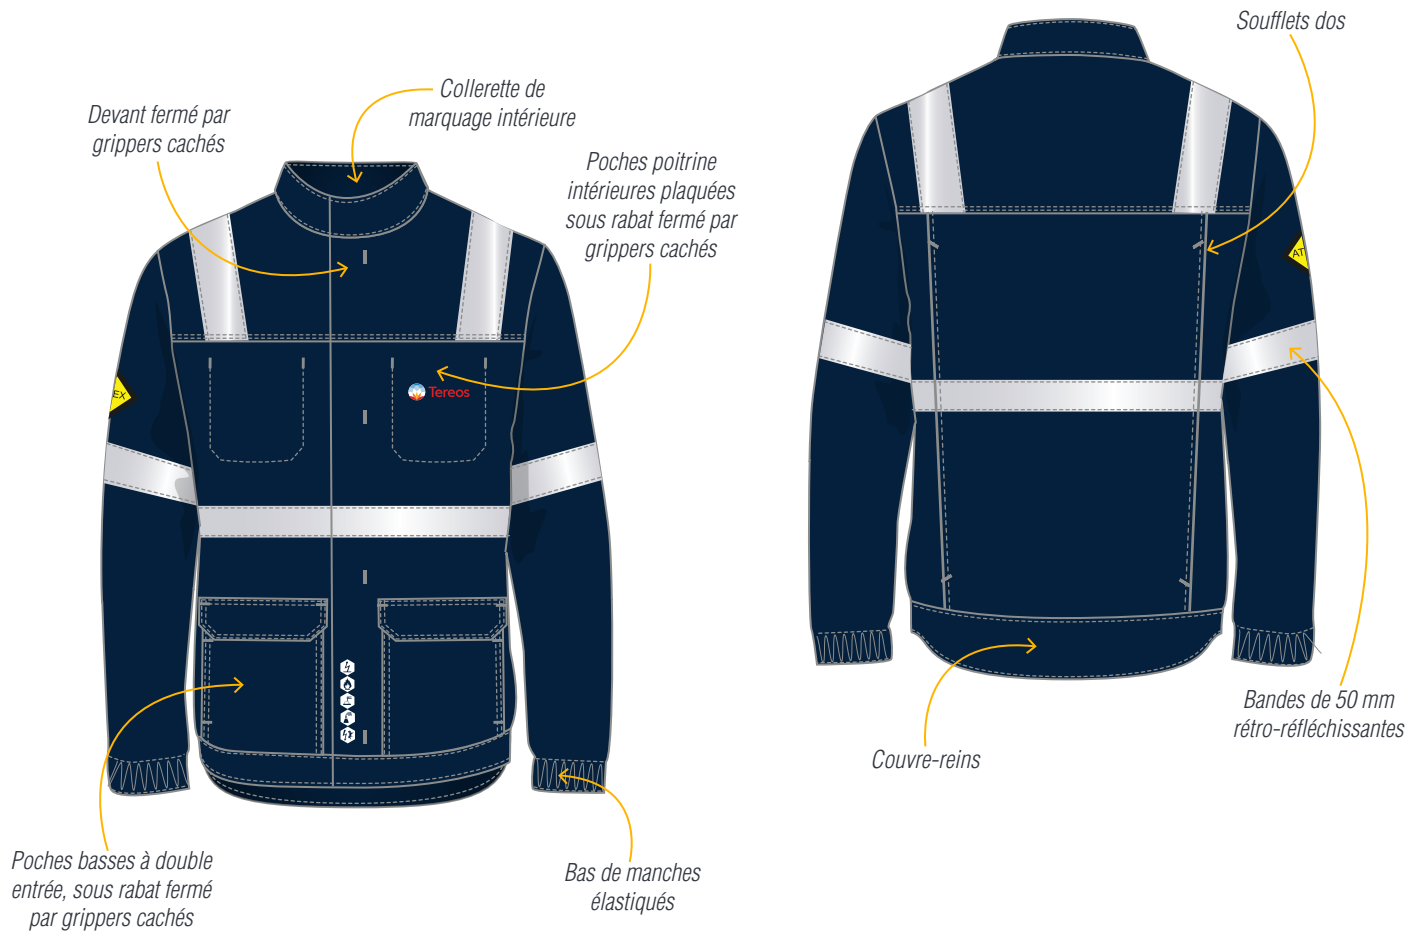 Devant fermé par
grippers cachés
Collerette de
marquage intérieure
Poches poitrine
intérieures plaquées
sous rabat fermé par
grippers cachés
EX
Tereos
Poches basses à double
entrée, sous rabat fermé
par grippers cachés
Bas de manches
élastiqués
Soufflets dos
AT
Couvre-reins
Bandes de 50 mm
rétro-réfléchissantes